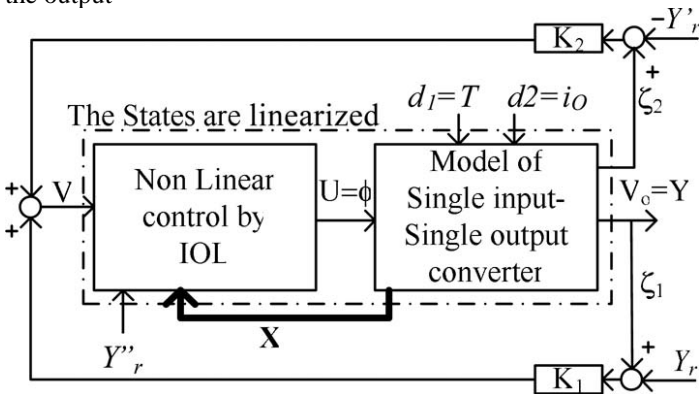 the output
K₂
–Y'r
+
ζ₂
The States are linearized
d₁=T
d2=iO
Non Linear control by IOL
U=ϕ
Model of Single input-Single output converter
Vₒ=Y
+
V
+
ζ₁
Y"r
X
+
K₁
Yr